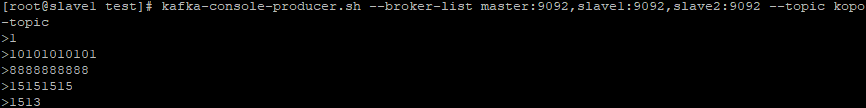 [root@slave1 test]# kafka-console-producer.sh --broker-list master:9092,slave1:9092,slave2:9092 --topic kopo
-topic
>1
>10101010101
>8888888888
>15151515
>1513